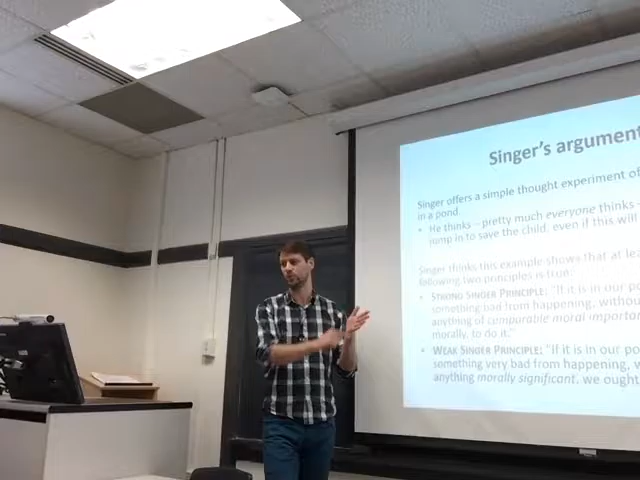 Singer's argument
Singer offers a simple thought experiment of
in a pond.
• He thinks – pretty much everyone thinks –
jump in to save the child, even if this will
Singer thinks this example shows that at lea
following two principles is true:
• STRONG SINGER PRINCIPLE: "If it is in our po
something bad from happening, withou
anything of comparable moral importan
morally, to do it."
• WEAK SINGER PRINCIPLE: "If it is in our po
something very bad from happening, w
anything morally significant, we ought